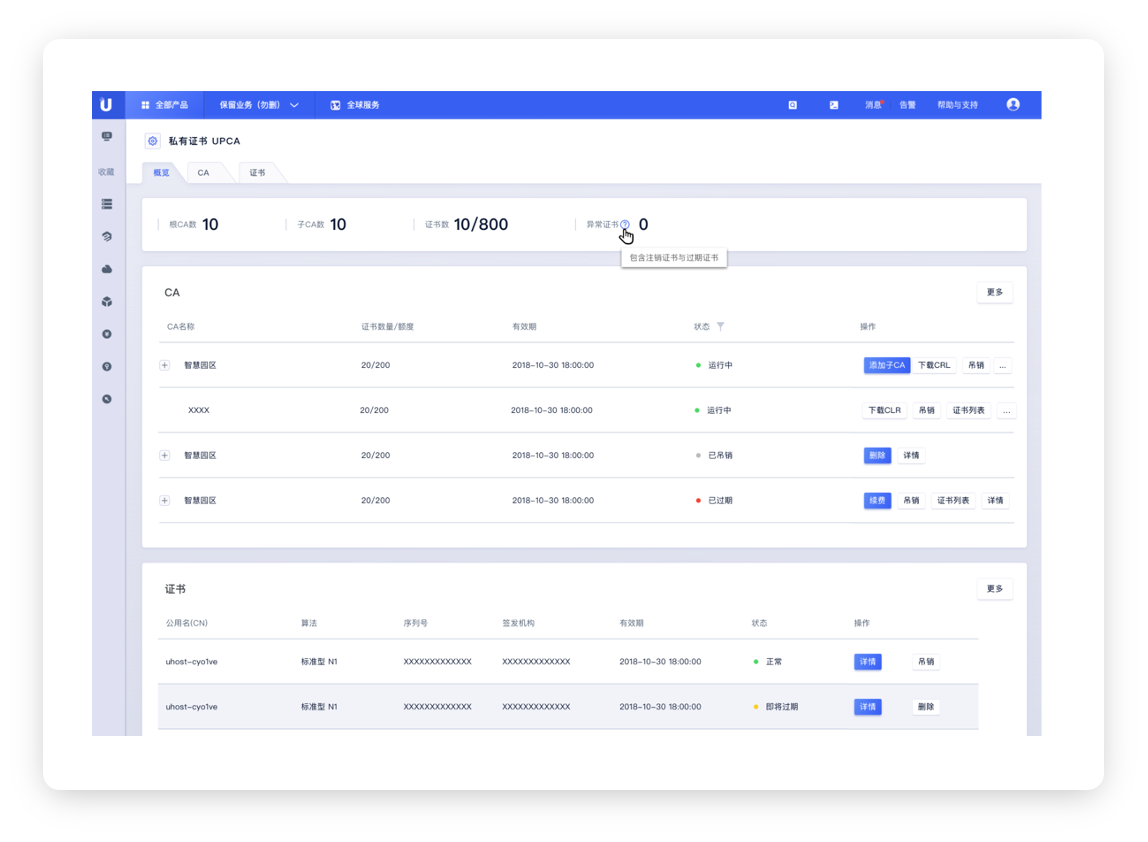 U 全部产品 保留业务（勿删） 全球服务 消息 告警 帮助与支持
私有证书 UPCA
收藏
概览 CA 证书
根CA数 10 子CA数 10 证书数 10/800 异常证书 ? 0
包含注销证书与过期证书
CA 更多
CA名称 证书数量/额度 有效期 状态 操作
智慧园区 20/200 2018-10-30 18:00:00 运行中 添加子CA 下载CRL 吊销 ...
XXXX 20/200 2018-10-30 18:00:00 运行中 下载CLR 吊销 证书列表 ...
智慧园区 20/200 2018-10-30 18:00:00 已吊销 删除 详情
智慧园区 20/200 2018-10-30 18:00:00 已过期 续费 吊销 证书列表 详情
证书 更多
公用名(CN) 算法 序列号 签发机构 有效期 状态 操作
uhost-cyo1ve 标准型 N1 XXXXXXXXXXXXX XXXXXXXXXXXXX 2018-10-30 18:00:00 正常 详情 吊销
uhost-cyo1ve 标准型 N1 XXXXXXXXXXXXX XXXXXXXXXXXXX 2018-10-30 18:00:00 即将过期 详情 删除